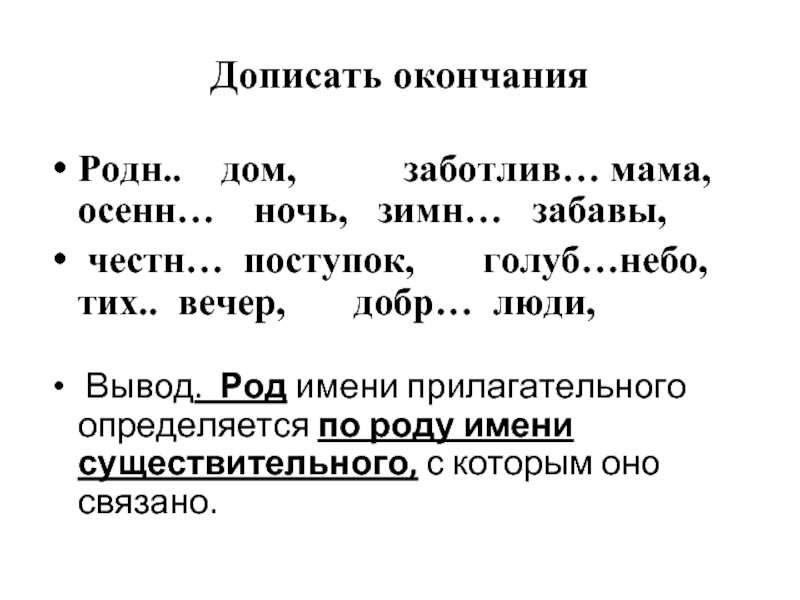 Дописать окончания
• Родн.. дом, заботлив… мама,
осенн… ночь, зимн… забавы,
• честн… поступок, голуб…небо,
тих.. вечер, добр… люди,
• Вывод. Род имени прилагательного
определяется по роду имени
существительного, с которым оно
связано.